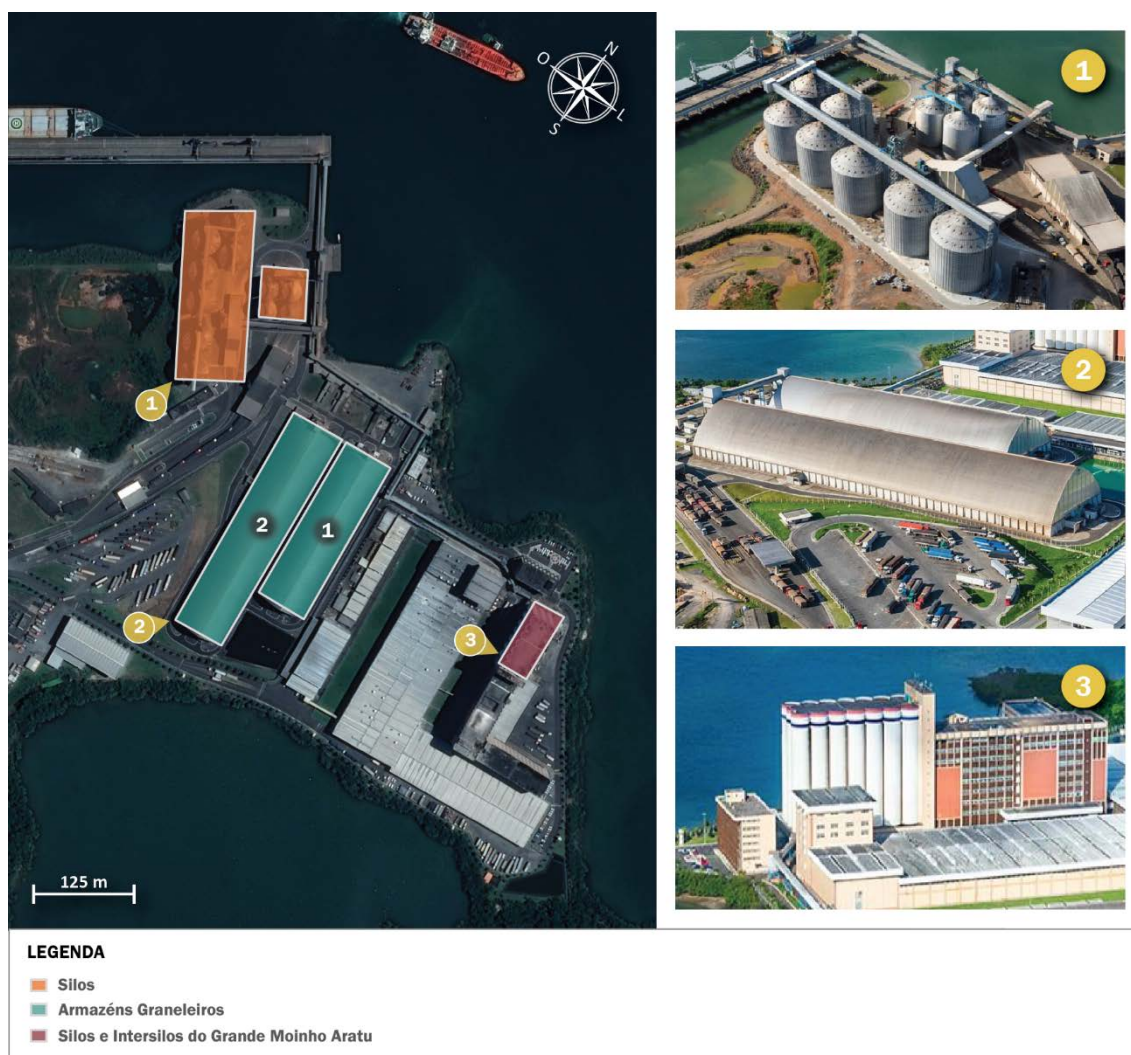 N
O
L
S
1
2
1
2
3
125 m
1
2
3
LEGENDA
Silos
Armazéns Graneleiros
Silos e Intersilos do Grande Moinho Aratu